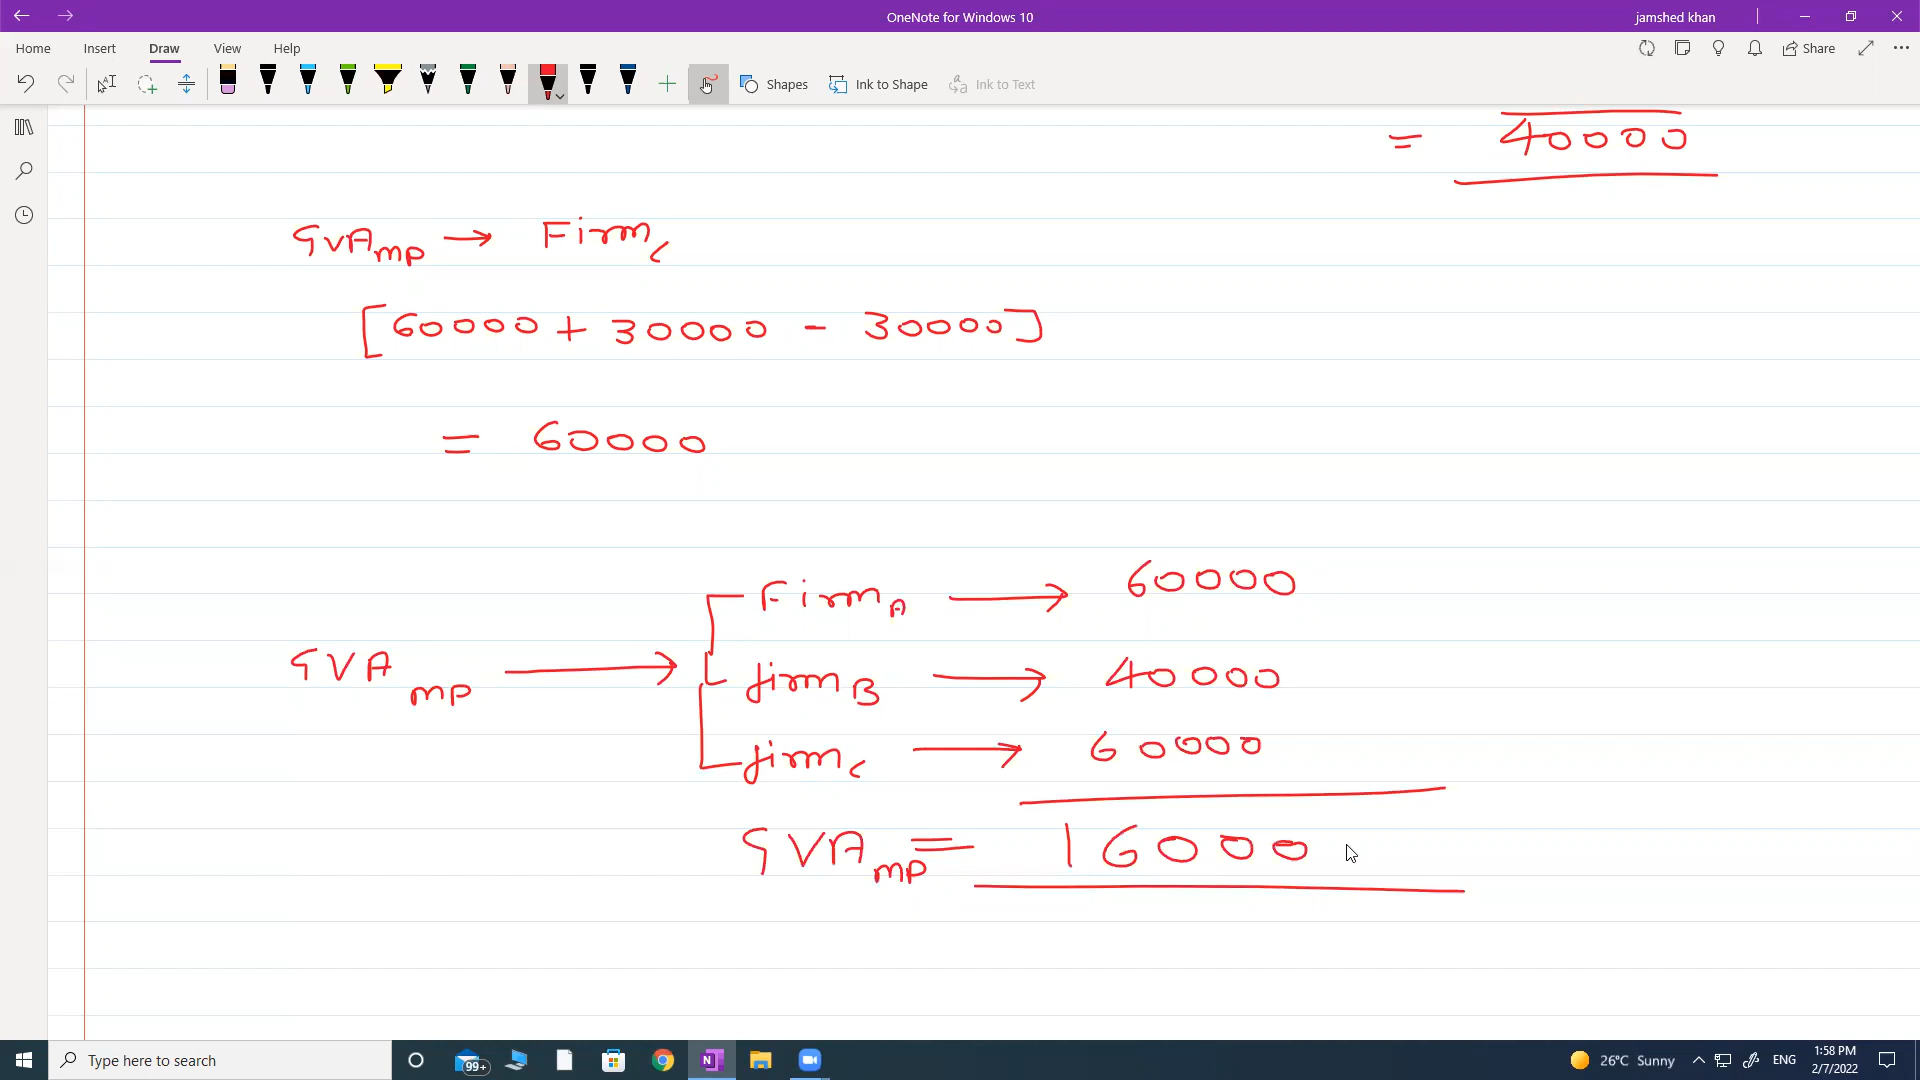 OneNote for Windows 10
jamshed khan
Home Insert Draw View Help
Share
Shapes Ink to Shape Ink to Text
= 40000
GVAmp → Firmc
[60000 + 30000 - 30000]
= 60000
FirmA → 60000
GVAmp → firmB → 40000
firmc → 60000
GVAmp = 16000
Type here to search
99+
26°C Sunny
ENG
1:58 PM
2/7/2022